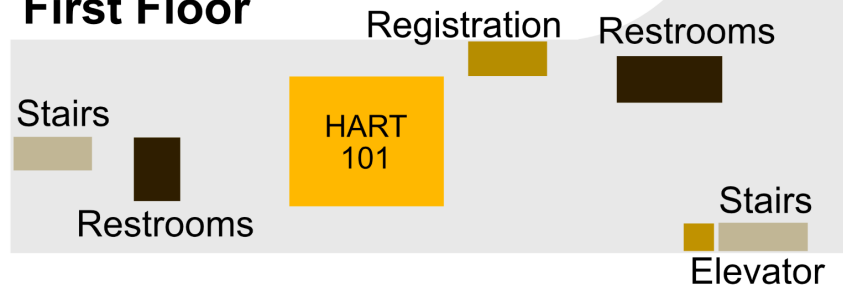 First Floor
Registration
Restrooms
Stairs
HART
101
Restrooms
Stairs
Elevator